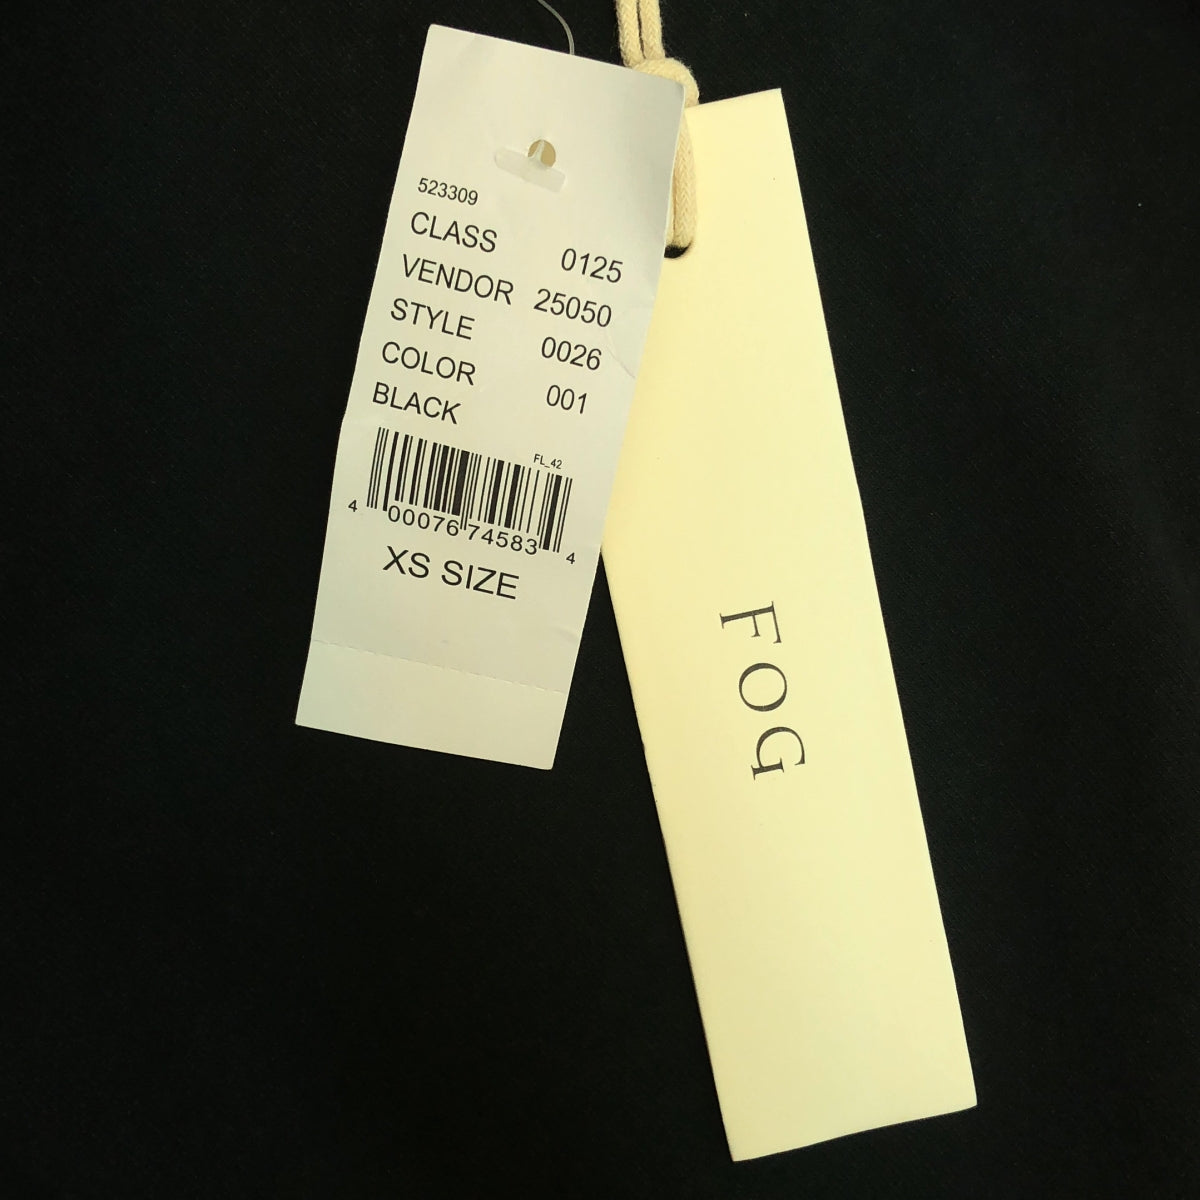 523309
CLASS 0125
VENDOR 25050
STYLE 0026
COLOR 001
BLACK
FL_42
4 00076 74583 4
XS SIZE
FOG